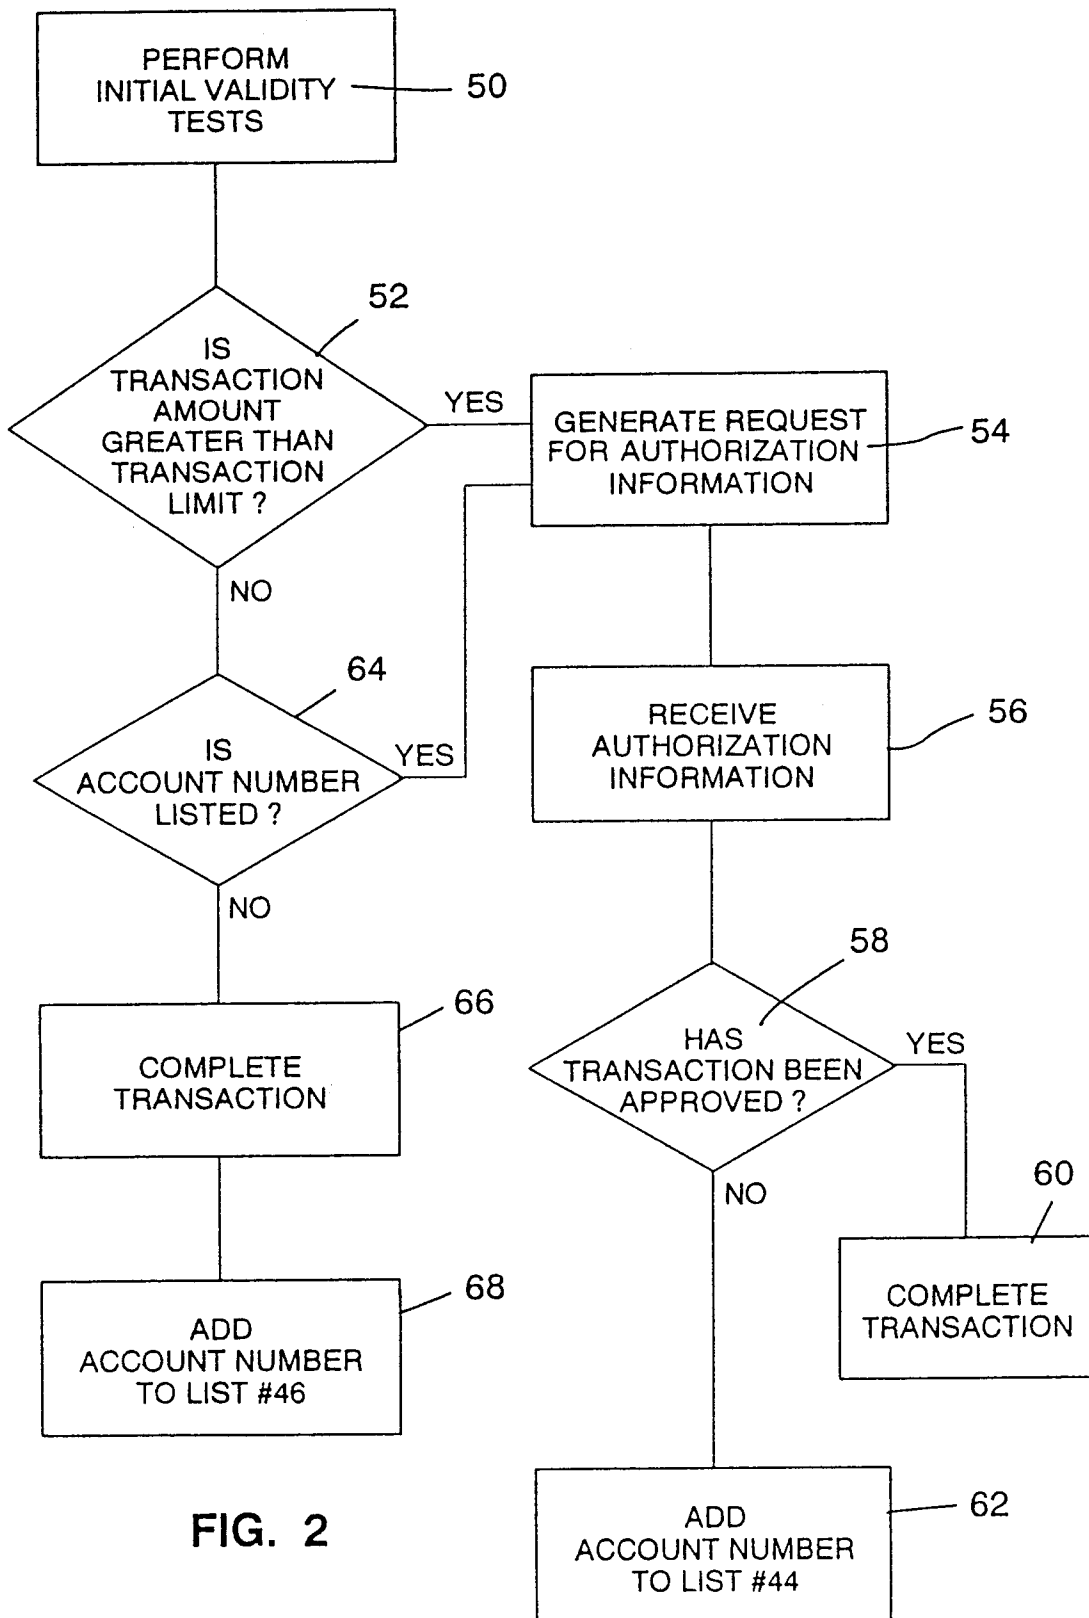 PERFORM
INITIAL VALIDITY
TESTS
50
52
IS
TRANSACTION
AMOUNT
GREATER THAN
TRANSACTION
LIMIT ?
YES
NO
GENERATE REQUEST
FOR AUTHORIZATION
INFORMATION
54
64
IS
ACCOUNT NUMBER
LISTED ?
YES
NO
RECEIVE
AUTHORIZATION
INFORMATION
56
58
HAS
TRANSACTION BEEN
APPROVED ?
YES
NO
66
COMPLETE
TRANSACTION
60
COMPLETE
TRANSACTION
68
ADD
ACCOUNT NUMBER
TO LIST #46
62
ADD
ACCOUNT NUMBER
TO LIST #44
FIG. 2